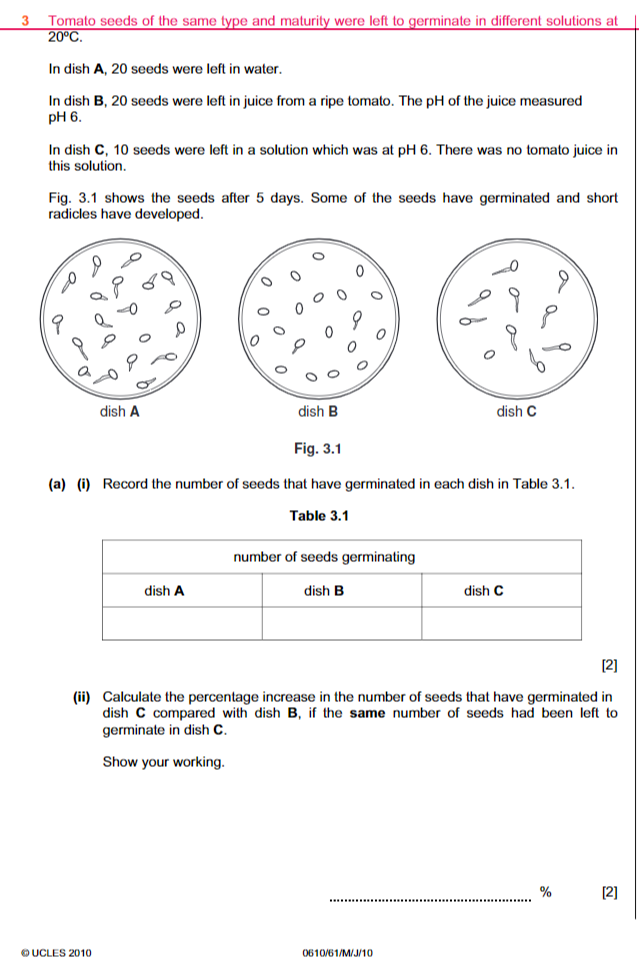 3 Tomato seeds of the same type and maturity were left to germinate in different solutions at
20ºC.
In dish A, 20 seeds were left in water.
In dish B, 20 seeds were left in juice from a ripe tomato. The pH of the juice measured
pH 6.
In dish C, 10 seeds were left in a solution which was at pH 6. There was no tomato juice in
this solution.
Fig. 3.1 shows the seeds after 5 days. Some of the seeds have germinated and short
radicles have developed.
dish A dish B dish C
Fig. 3.1
(a) (i) Record the number of seeds that have germinated in each dish in Table 3.1.
Table 3.1
number of seeds germinating
dish A dish B dish C
[2]
(ii) Calculate the percentage increase in the number of seeds that have germinated in
dish C compared with dish B, if the same number of seeds had been left to
germinate in dish C.
Show your working.
.................................................. % [2]
© UCLES 2010 0610/61/M/J/10